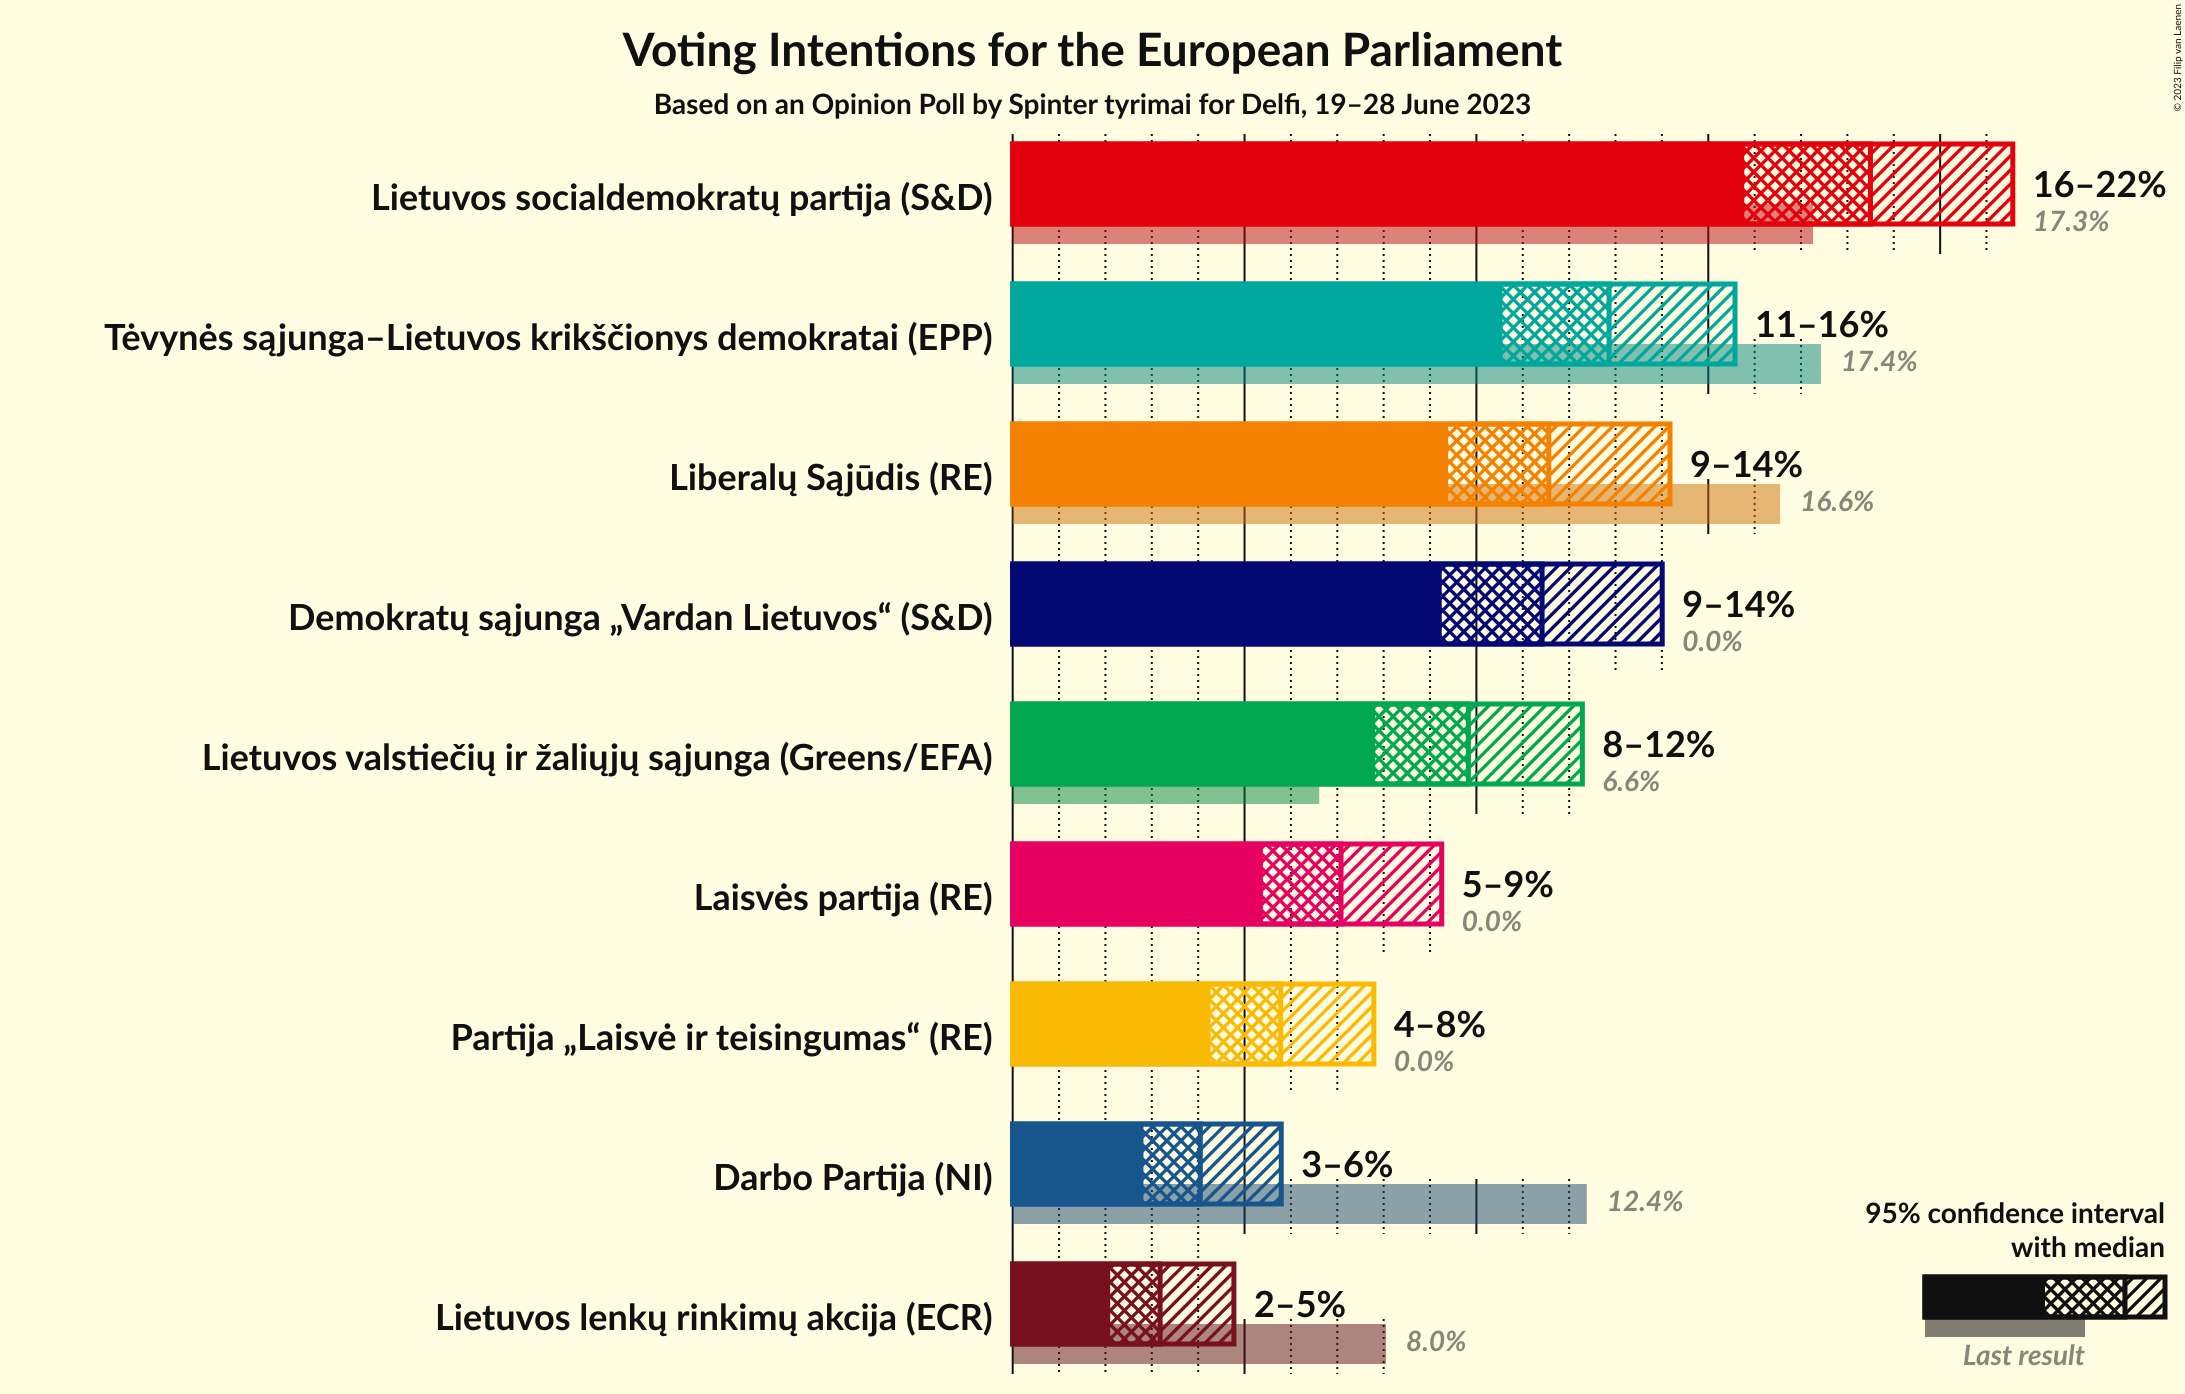 Voting Intentions for the European Parliament
Based on an Opinion Poll by Spinter tyrimai for Delfi, 19–28 June 2023
© 2023 Filip van Laenen
Lietuvos socialdemokratų partija (S&D)
16–22%
17.3%
Tėvynės sąjunga–Lietuvos krikščionys demokratai (EPP)
11–16%
17.4%
Liberalų Sąjūdis (RE)
9–14%
16.6%
Demokratų sąjunga „Vardan Lietuvos“ (S&D)
9–14%
0.0%
Lietuvos valstiečių ir žaliųjų sąjunga (Greens/EFA)
8–12%
6.6%
Laisvės partija (RE)
5–9%
0.0%
Partija „Laisvė ir teisingumas“ (RE)
4–8%
0.0%
Darbo Partija (NI)
3–6%
12.4%
Lietuvos lenkų rinkimų akcija (ECR)
2–5%
8.0%
95% confidence interval
with median
Last result